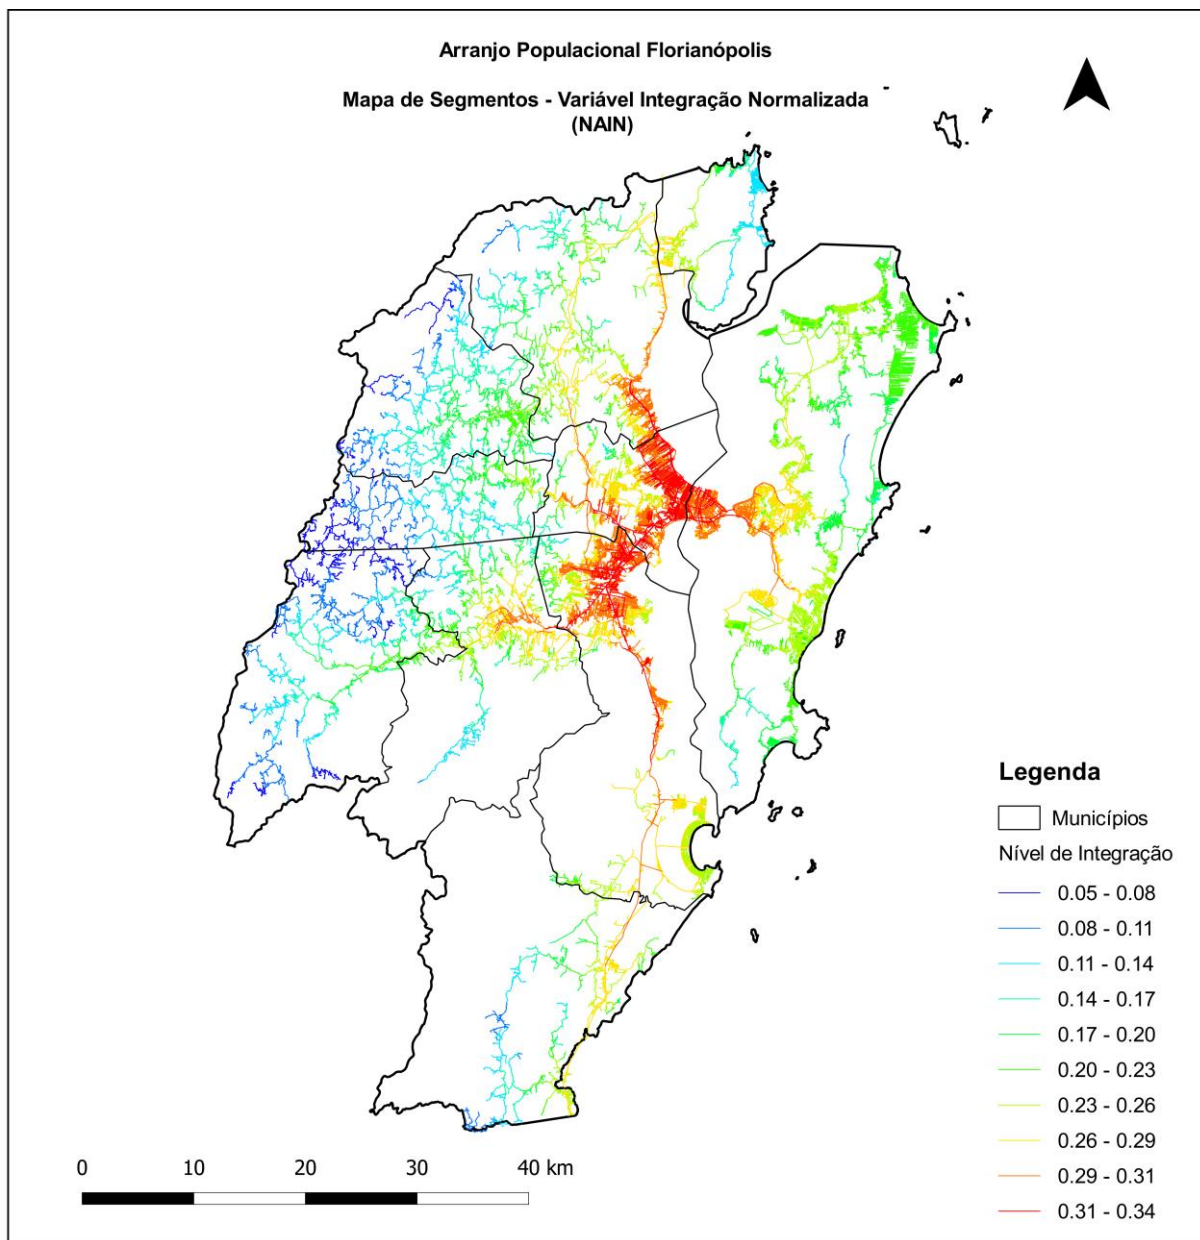 Arranjo Populacional Florianópolis
Mapa de Segmentos - Variável Integração Normalizada
(NAIN)
Legenda
Municípios
Nível de Integração
0.05 - 0.08
0.08 - 0.11
0.11 - 0.14
0.14 - 0.17
0.17 - 0.20
0.20 - 0.23
0.23 - 0.26
0.26 - 0.29
0.29 - 0.31
0.31 - 0.34
0 10 20 30 40 km